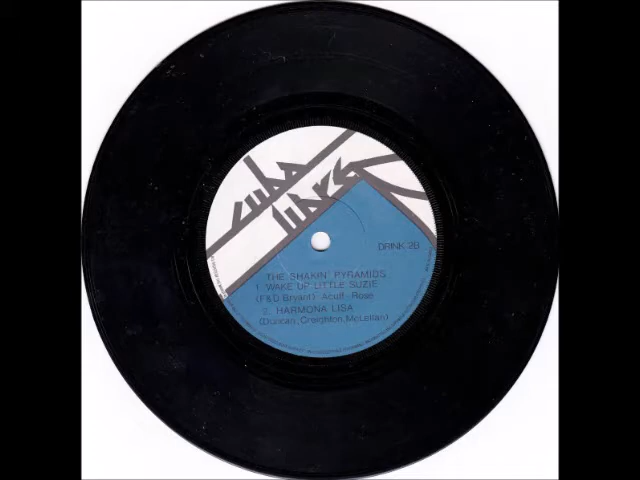 cuba
libre
DRINK 2B
THE SHAKIN' PYRAMIDS
1. WAKE UP LITTLE SUZIE
(F&D Bryant) Acuff - Rose
2. HARMONA LISA
(Duncan, Creighton McLellan)